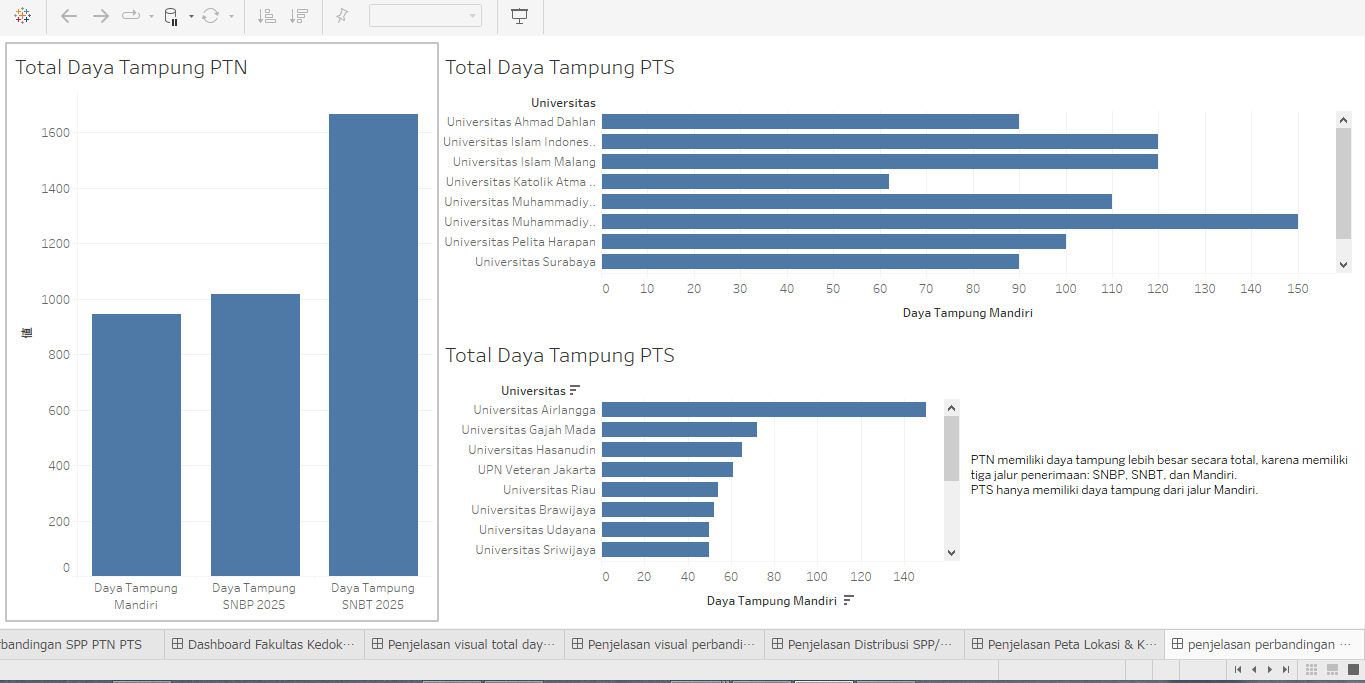 Total Daya Tampung PTN
1600
1400
1200
1000
800
600
400
200
0
值
Daya Tampung
Mandiri
Daya Tampung
SNBP 2025
Daya Tampung
SNBT 2025
Total Daya Tampung PTS
Universitas
Universitas Ahmad Dahlan
Universitas Islam Indones..
Universitas Islam Malang
Universitas Katolik Atma ..
Universitas Muhammadiy..
Universitas Muhammadiy..
Universitas Pelita Harapan
Universitas Surabaya
0 10 20 30 40 50 60 70 80 90 100 110 120 130 140 150
Daya Tampung Mandiri
Total Daya Tampung PTS
Universitas
Universitas Airlangga
Universitas Gajah Mada
Universitas Hasanudin
UPN Veteran Jakarta
Universitas Riau
Universitas Brawijaya
Universitas Udayana
Universitas Sriwijaya
0 20 40 60 80 100 120 140
Daya Tampung Mandiri
PTN memiliki daya tampung lebih besar secara total, karena memiliki
tiga jalur penerimaan: SNBP, SNBT, dan Mandiri.
PTS hanya memiliki daya tampung dari jalur Mandiri.
rbandingan SPP PTN PTS
Dashboard Fakultas Kedok···
Penjelasan visual total day···
Penjelasan visual perbandi···
Penjelasan Distribusi SPP/···
Penjelasan Peta Lokasi & K···
penjelasan perbandingan ···